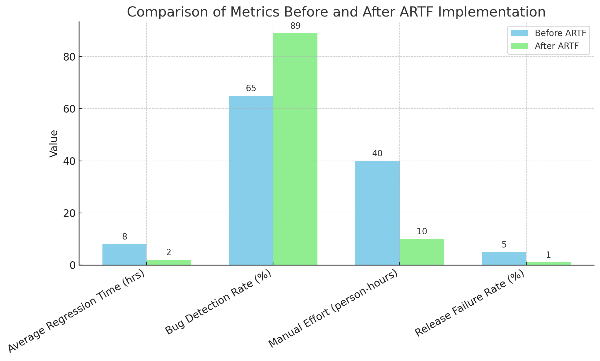 Comparison of Metrics Before and After ARTF Implementation
Before ARTF
After ARTF
Value
80
60
40
20
0
8
2
65
89
40
10
5
1
Average Regression Time (hrs)
Bug Detection Rate (%)
Manual Effort (person-hours)
Release Failure Rate (%)